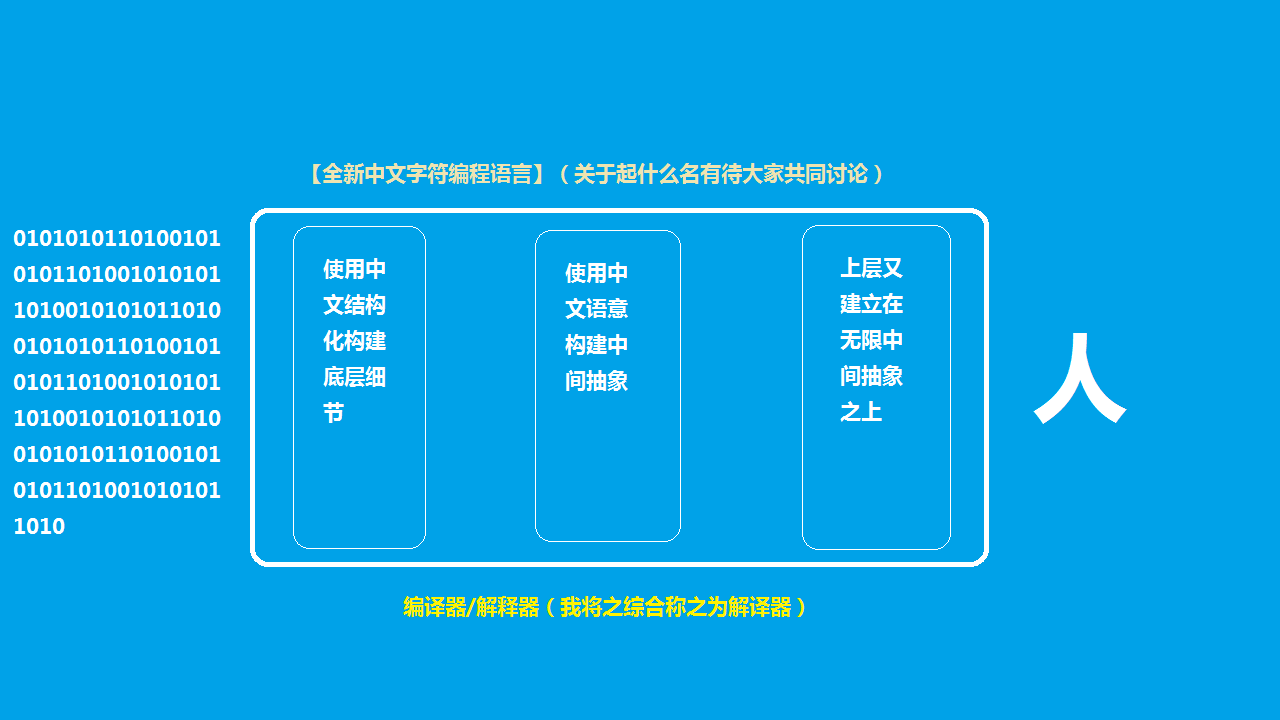 【全新中文字符编程语言】（关于起什么名有待大家共同讨论）
0101010110100101
0101101001010101
1010010101011010
0101010110100101
0101101001010101
1010010101011010
0101010110100101
0101101001010101
1010
使用中
文结构
化构建
底层细
节
使用中
文语意
构建中
间抽象
上层又
建立在
无限中
间抽象
之上
人
编译器/解释器（我将之综合称之为解译器）